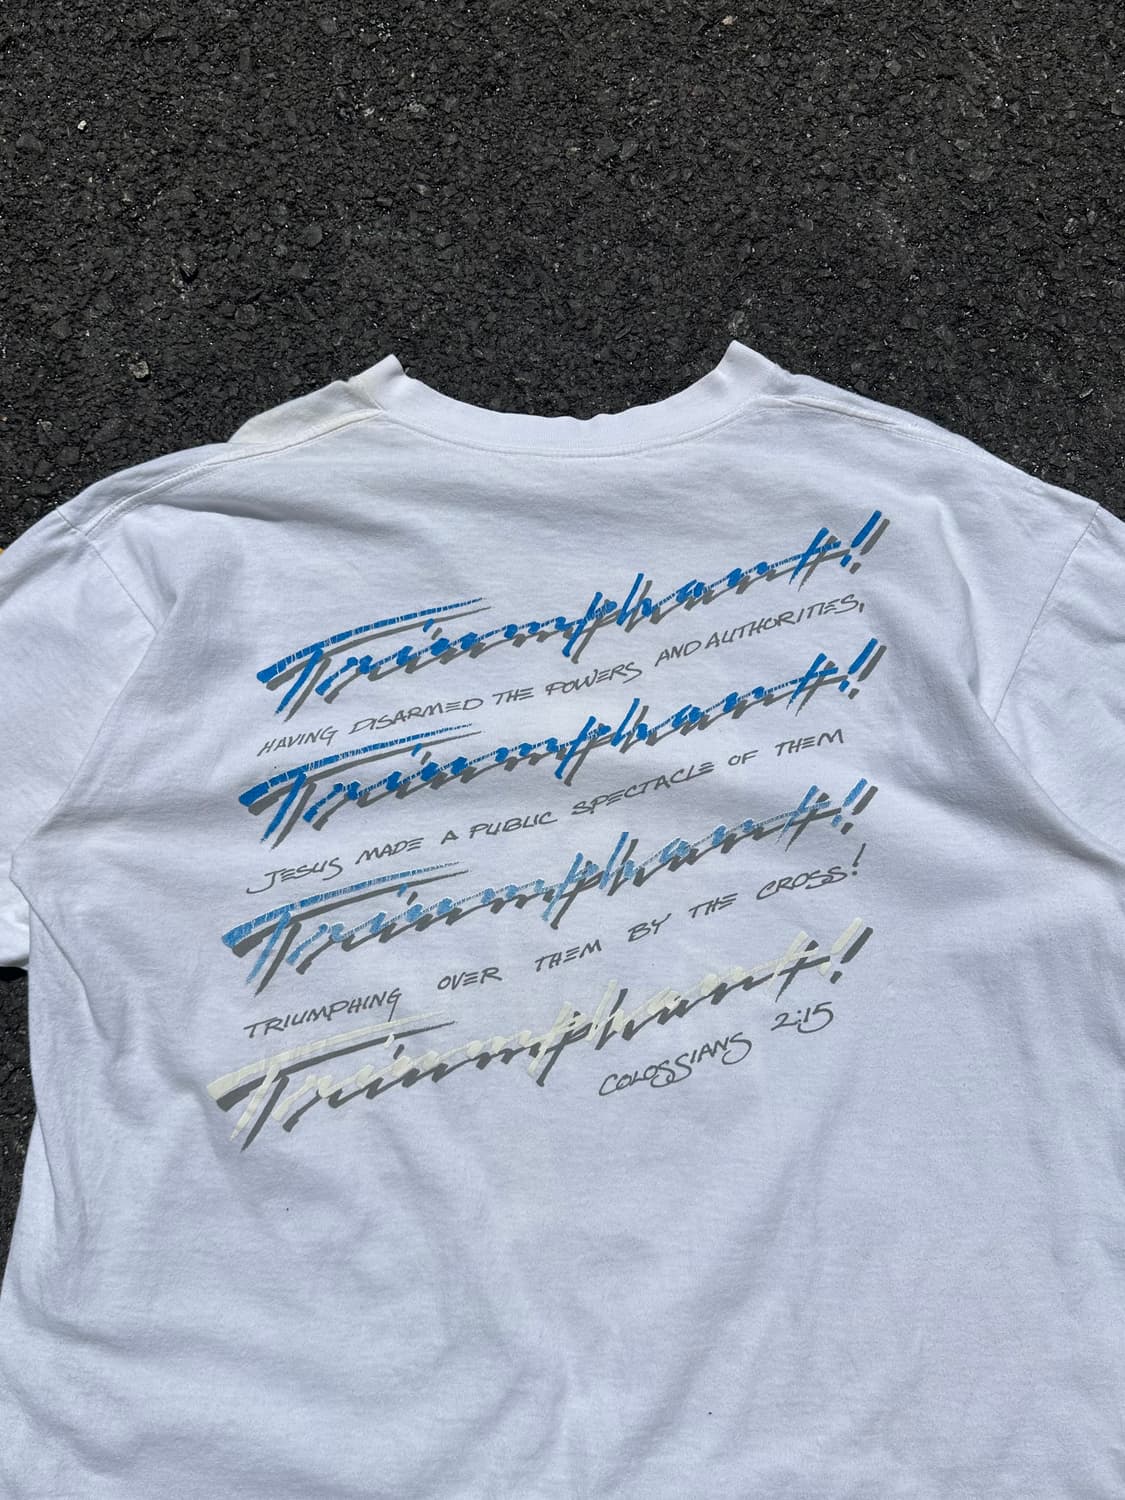 Triumphant!!
HAVING DISARMED THE POWERS AND AUTHORITIES,
Triumphant!!
JESUS MADE A PUBLIC SPECTACLE OF THEM
Triumphant!!
TRIUMPHING OVER THEM BY THE CROSS!
Triumphant!!
COLOSSIANS 2:15